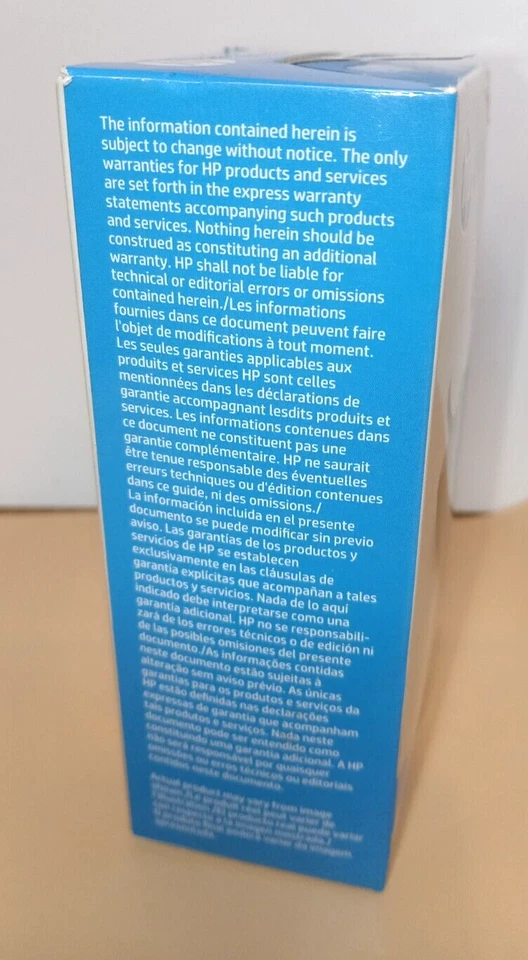 The information contained herein is
subject to change without notice. The only
warranties for HP products and services
are set forth in the express warranty
statements accompanying such products
and services. Nothing herein should be
construed as constituting an additional
warranty. HP shall not be liable for
technical or editorial errors or omissions
contained herein./Les informations
fournies dans ce document peuvent faire
l'objet de modifications à tout moment.
Les seules garanties applicables aux
produits et services HP sont celles
mentionnées dans les déclarations de
garantie accompagnant lesdits produits et
services. Les informations contenues dans
ce document ne constituent pas une
garantie complémentaire. HP ne saurait
être tenue responsable des éventuelles
erreurs techniques ou d'édition contenues
dans ce guide, ni des omissions./
La información incluida en el presente
documento se puede modificar sin previo
aviso. Las garantías de los productos y
servicios de HP se establecen
exclusivamente en las cláusulas de
garantía explícitas que acompañan a tales
productos y servicios. Nada de lo aquí
indicado debe interpretarse como una
garantía adicional. HP no se responsabili-
zará de los errores técnicos o de edición ni
de las posibles omisiones del presente
documento./As informações contidas
neste documento estão sujeitas à
alteração sem aviso prévio. As únicas
garantias para os produtos e serviços da
HP estão definidas nas declarações
expressas de garantia que acompanham
tais produtos e serviços. Nada neste
documento pode ser entendido como
constituindo uma garantia adicional. A HP
não será responsável por quaisquer
omissões ou erros técnicos ou editoriais
contidos neste documento.
Actual product may vary from image